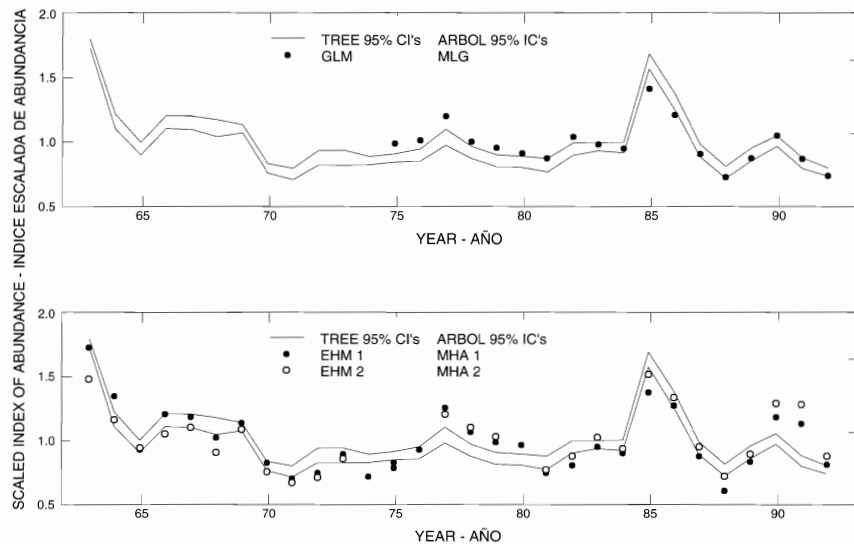 SCALED INDEX OF ABUNDANCE - INDICE ESCALADA DE ABUNDANCIA
2.0
1.5
1.0
0.5
TREE 95% CI's ARBOL 95% IC's
GLM MLG
65 70 75 80 85 90
YEAR - AÑO
2.0
1.5
1.0
0.5
TREE 95% CI's ARBOL 95% IC's
EHM 1 MHA 1
EHM 2 MHA 2
65 70 75 80 85 90
YEAR - AÑO